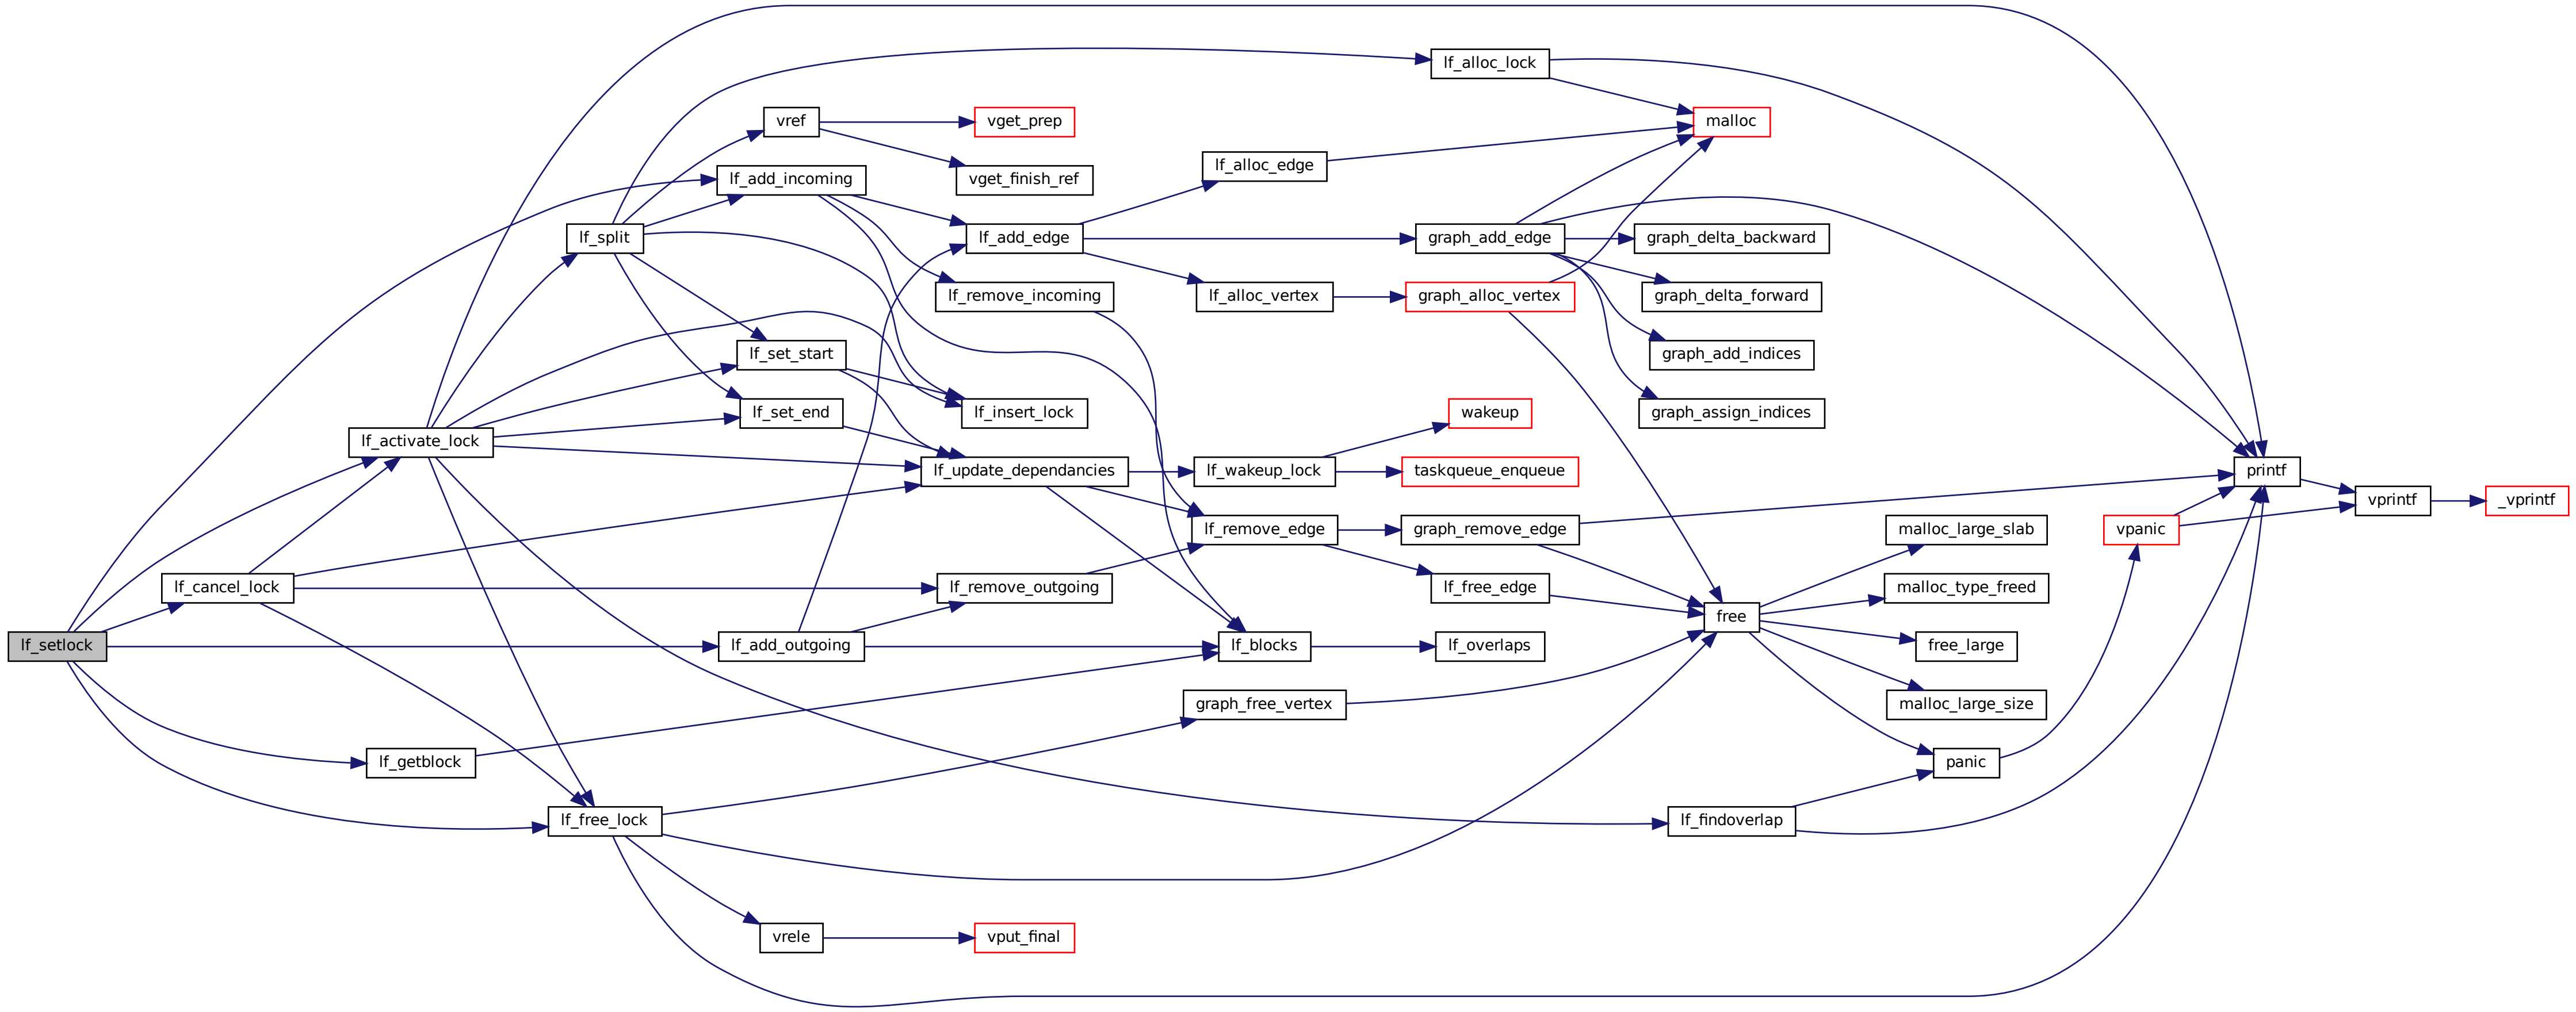 lf_setlock
lf_cancel_lock
lf_activate_lock
lf_getblock
lf_split
lf_free_lock
vref
lf_add_incoming
lf_set_start
lf_set_end
lf_add_outgoing
vrele
vget_prep
vget_finish_ref
lf_add_edge
lf_remove_incoming
lf_insert_lock
lf_update_dependancies
lf_remove_outgoing
vput_final
lf_alloc_edge
lf_alloc_vertex
lf_wakeup_lock
lf_remove_edge
lf_blocks
graph_free_vertex
lf_alloc_lock
graph_add_edge
graph_alloc_vertex
wakeup
taskqueue_enqueue
graph_remove_edge
lf_free_edge
lf_overlaps
malloc
graph_delta_backward
graph_delta_forward
graph_add_indices
graph_assign_indices
free
lf_findoverlap
malloc_large_slab
malloc_type_freed
free_large
malloc_large_size
panic
vpanic
printf
vprintf
_vprintf